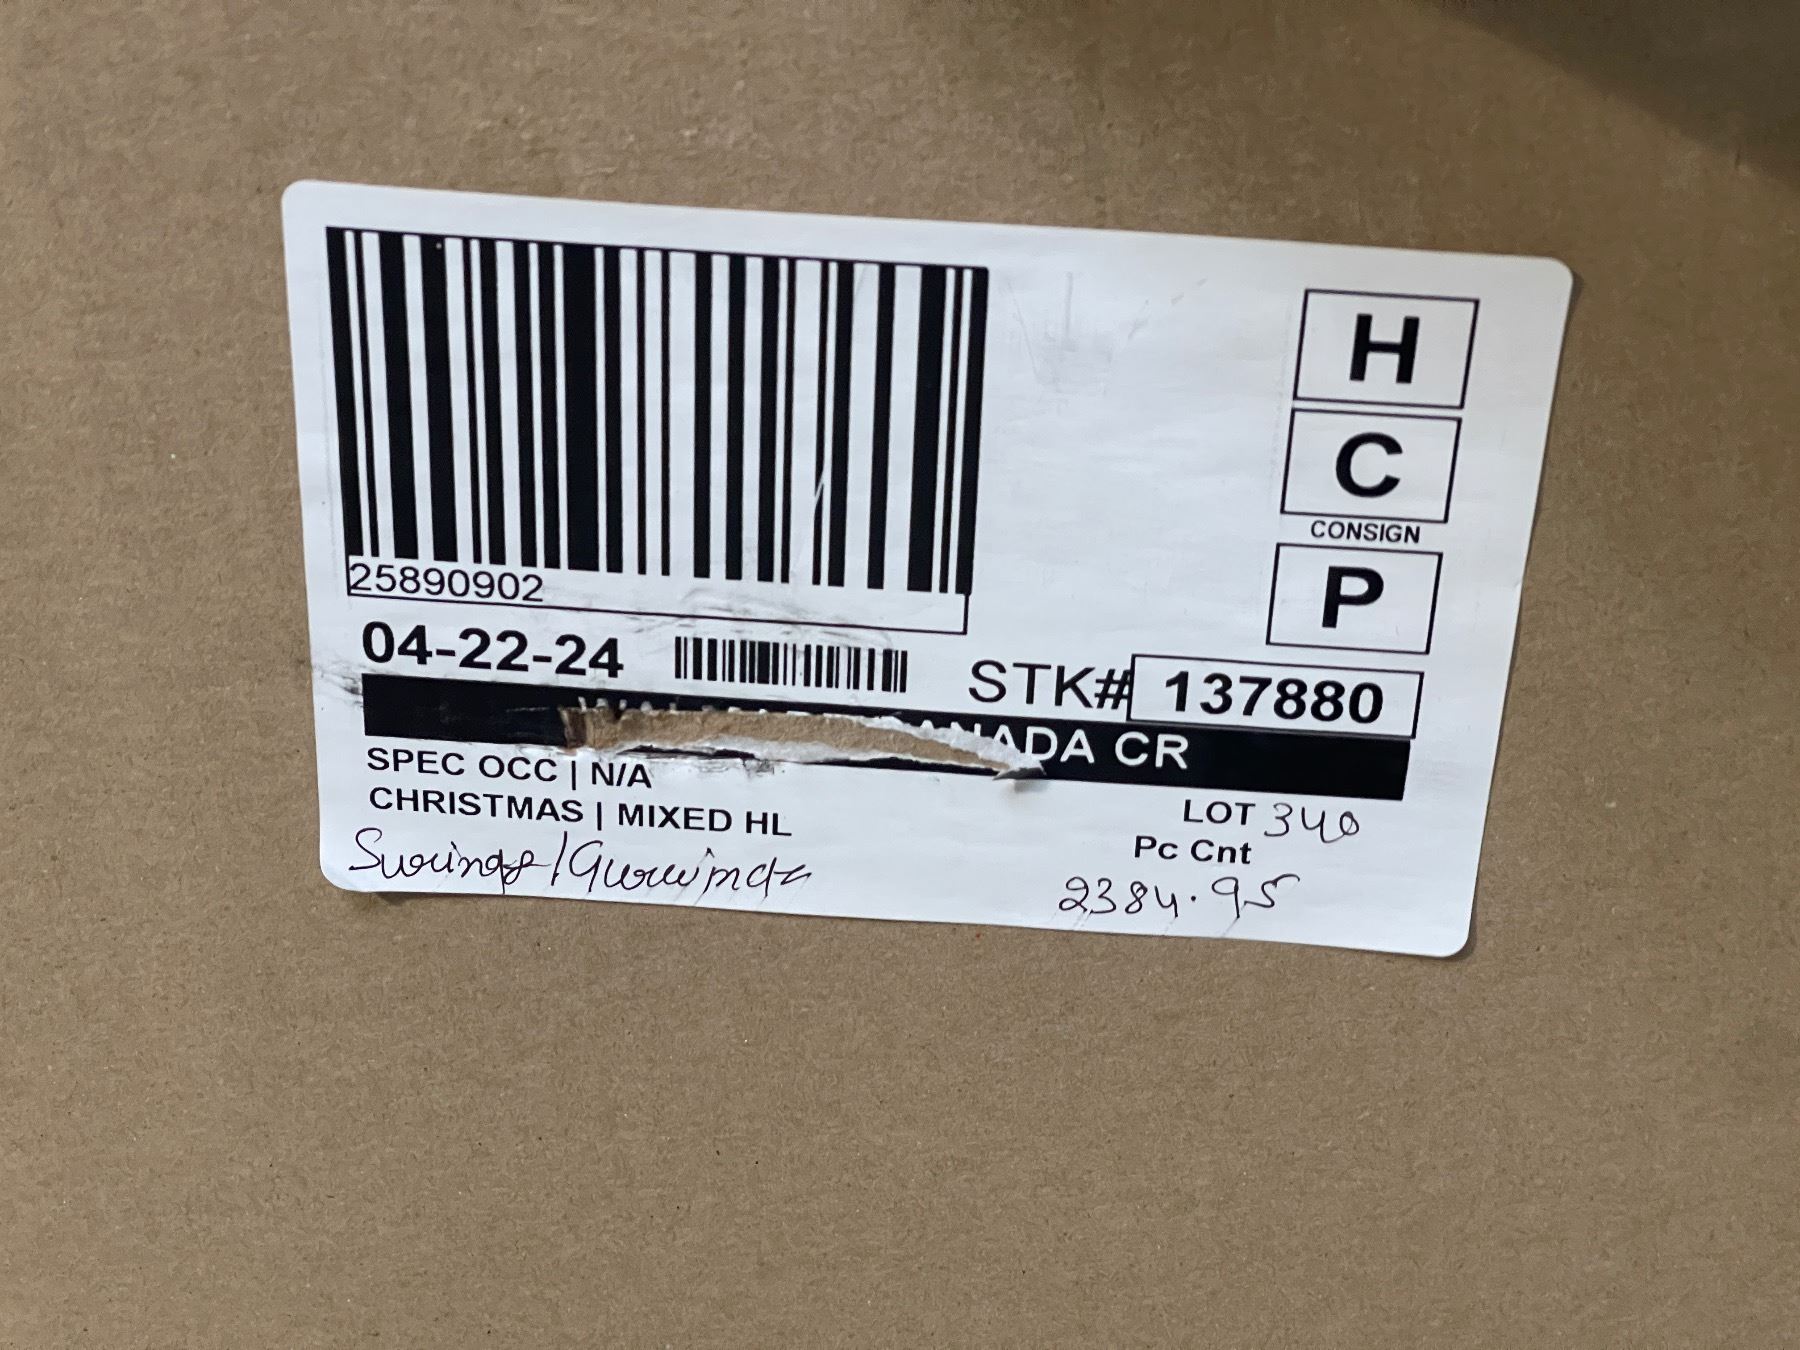 H
C
CONSIGN
P
25890902
04-22-24
STK# 137880
CANADA CR
SPEC OCC | N/A
CHRISTMAS | MIXED HL
LOT 340
Pc Cnt
2384.95